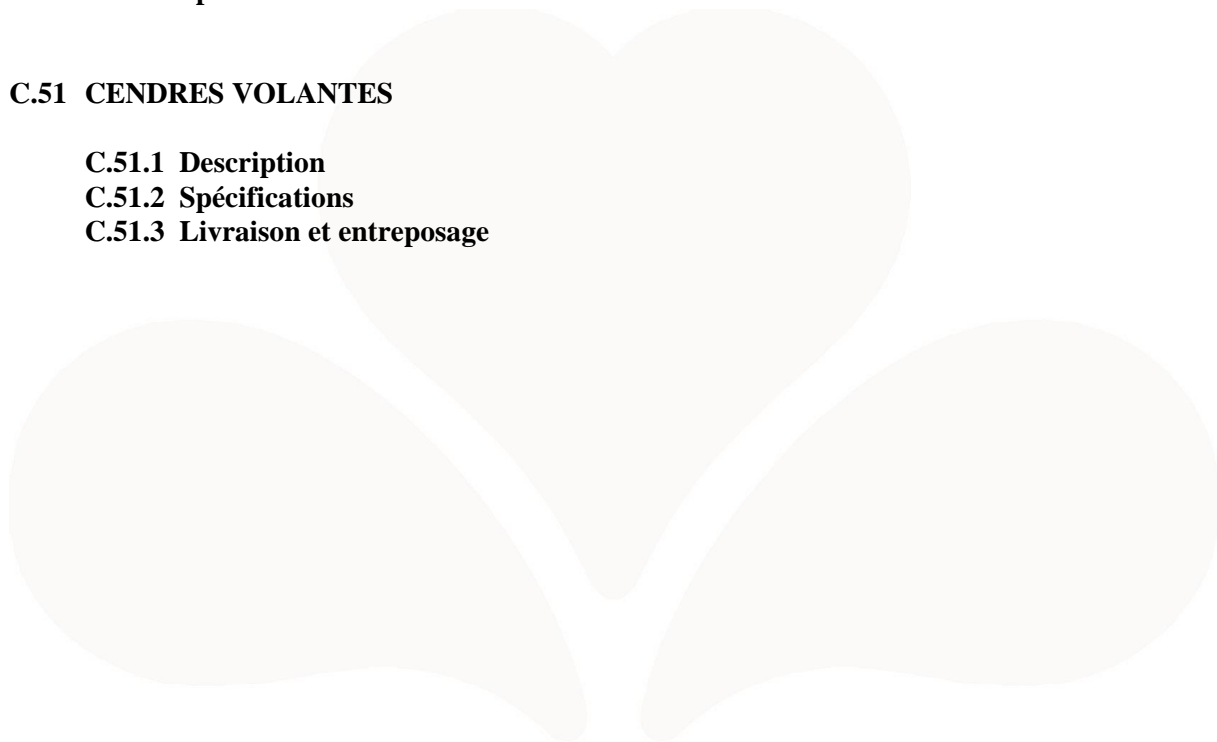 C.51 CENDRES VOLANTES
C.51.1 Description
C.51.2 Spécifications
C.51.3 Livraison et entreposage